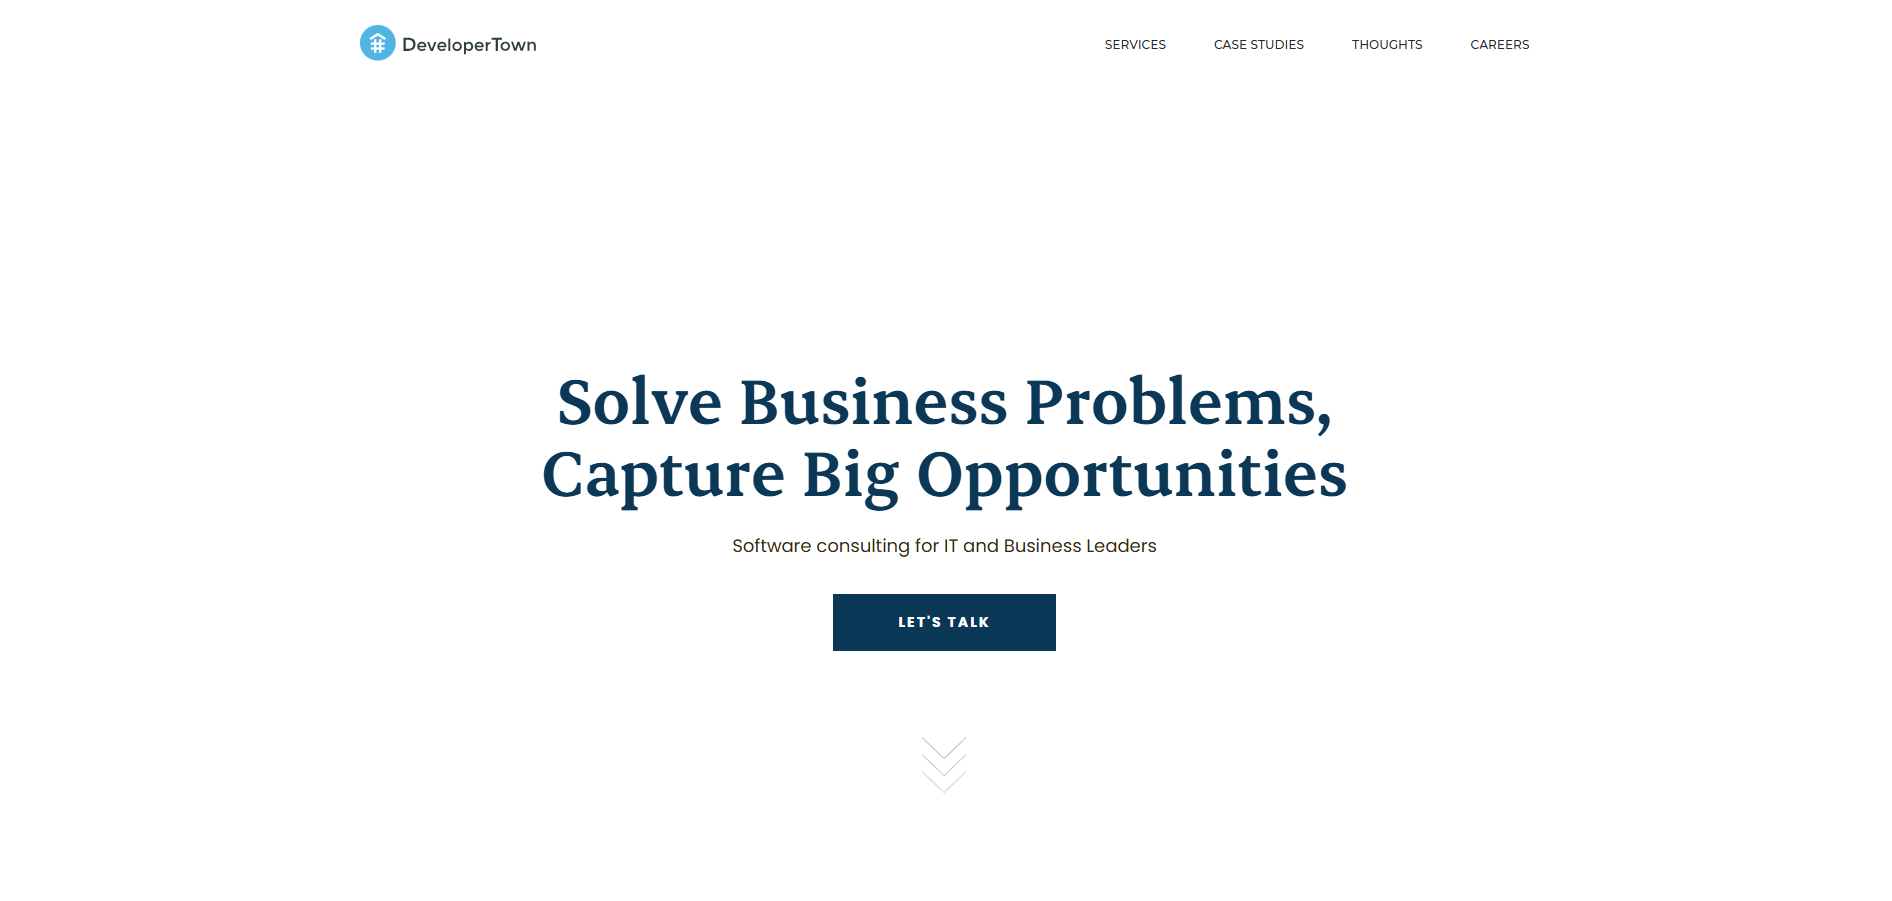 DeveloperTown
SERVICES CASE STUDIES THOUGHTS CAREERS
Solve Business Problems,
Capture Big Opportunities
Software consulting for IT and Business Leaders
LET'S TALK